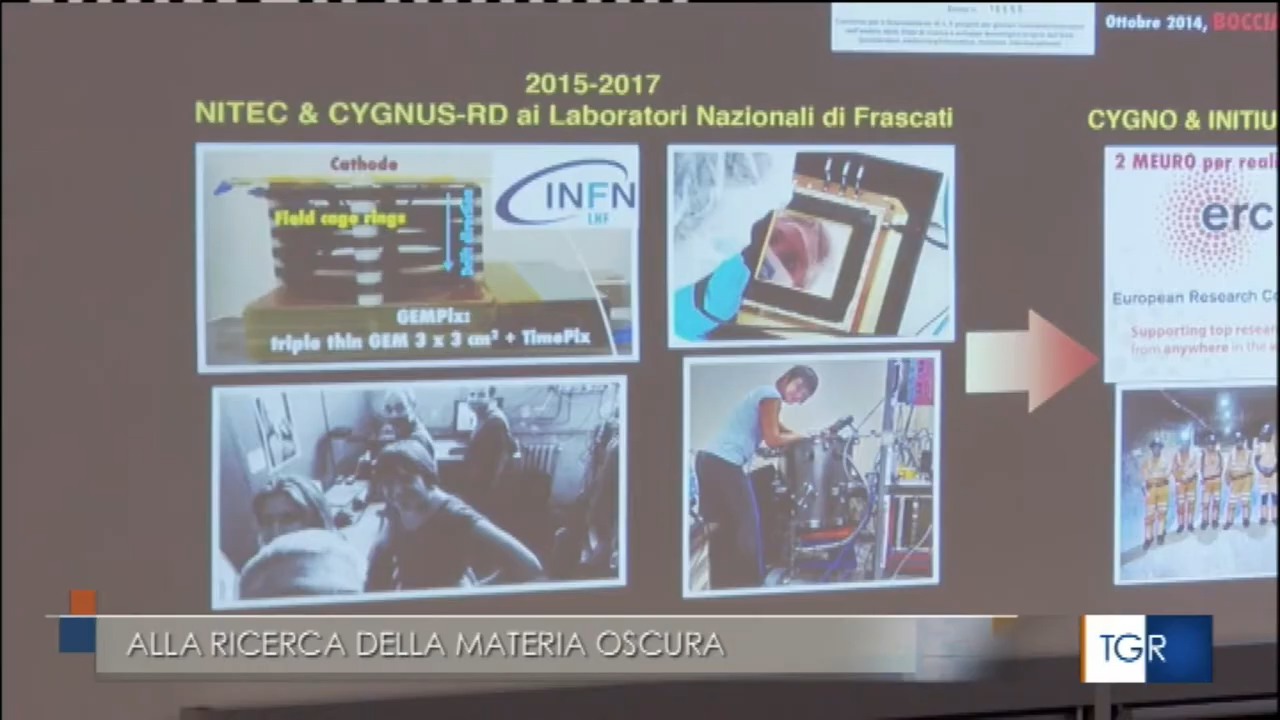 Ottobre 2014, BOCCIA
2015-2017
NITEC & CYGNUS-RD ai Laboratori Nazionali di Frascati
CYGNO & INITIU
Cathode
INFN
LNF
Field cage rings
GEMPix:
triple thin GEM 3 x 3 cm² + TimePix
2 MEURO per reali
erc
European Research Co
Supporting top resear
from anywhere in the
ALLA RICERCA DELLA MATERIA OSCURA
TGR